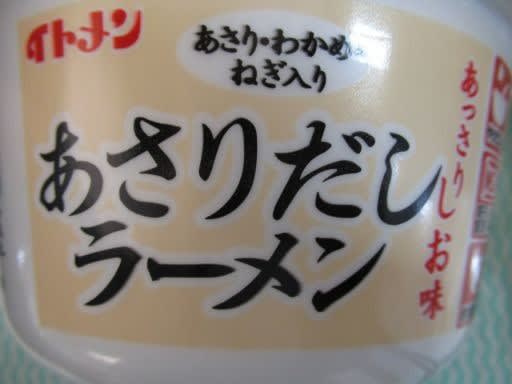 イトメン
あさり・わかめ・
ねぎ入り
あさりだし
ラーメン
あっさりしお味